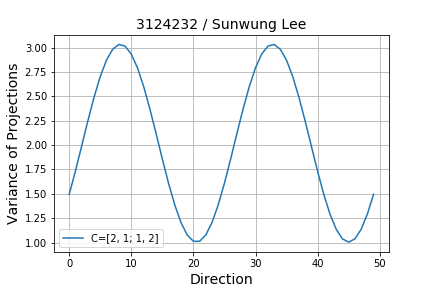 3124232 / Sunwung Lee
Variance of Projections
3.00
2.75
2.50
2.25
2.00
1.75
1.50
1.25
1.00
C=[2, 1; 1, 2]
0 10 20 30 40 50
Direction